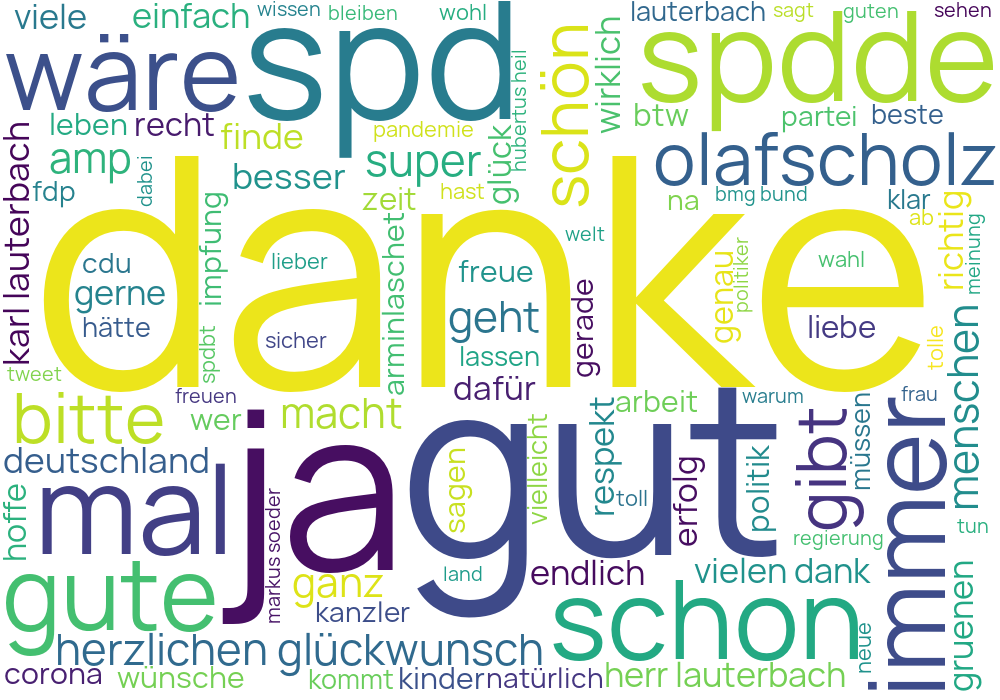 viele einfach wissen bleiben wohl lauterbach sagt guten sehen
wäre spd hubertus heil schön wirklich spdde
leben recht finde pandemie glück btw partei beste
amp dabei besser super olafscholz
fdp zeit hast na bmg bund klar ab richtig meinung
karl lauterbach danke
impfung arminlaschet welt genau politiker wahl
cdu lieber freue
gerne geht gerade liebe
hätte sicher lassen tolle
tweet spdbt dafür menschen
freuen warum frau
bitte wer macht arbeit
deutschland ja gut respekt gibt müssen immer
mal sagen vielleicht toll erfolg politik
hoffe markus soeder regierung tun
gute ganz land endlich vielen dank
kanzler schon gruenen
herzlichen glückwunsch neue
corona wünsche kommt kinder natürlich herr lauterbach